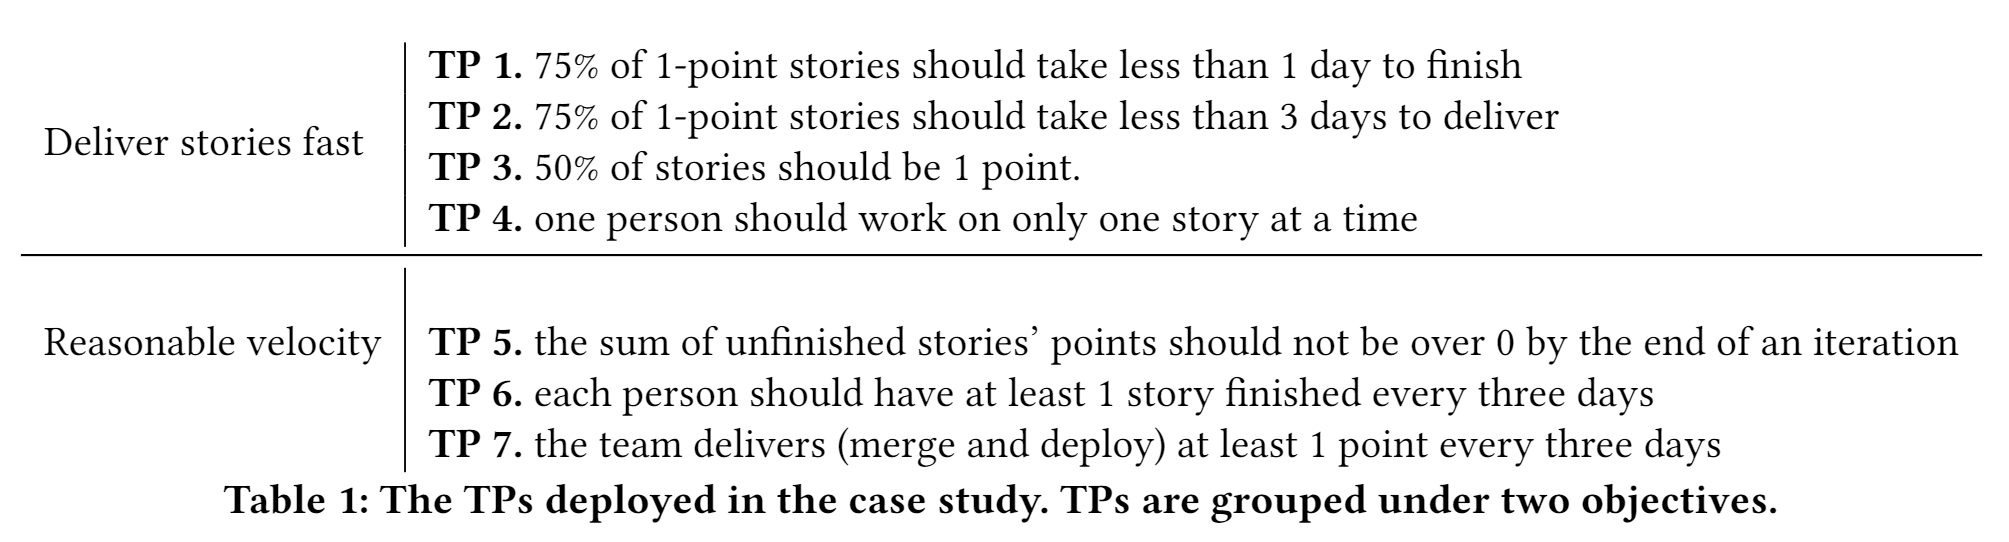 Deliver stories fast
TP 1. 75% of 1-point stories should take less than 1 day to finish
TP 2. 75% of 1-point stories should take less than 3 days to deliver
TP 3. 50% of stories should be 1 point.
TP 4. one person should work on only one story at a time
Reasonable velocity
TP 5. the sum of unfinished stories’ points should not be over 0 by the end of an iteration
TP 6. each person should have at least 1 story finished every three days
TP 7. the team delivers (merge and deploy) at least 1 point every three days
Table 1: The TPs deployed in the case study. TPs are grouped under two objectives.